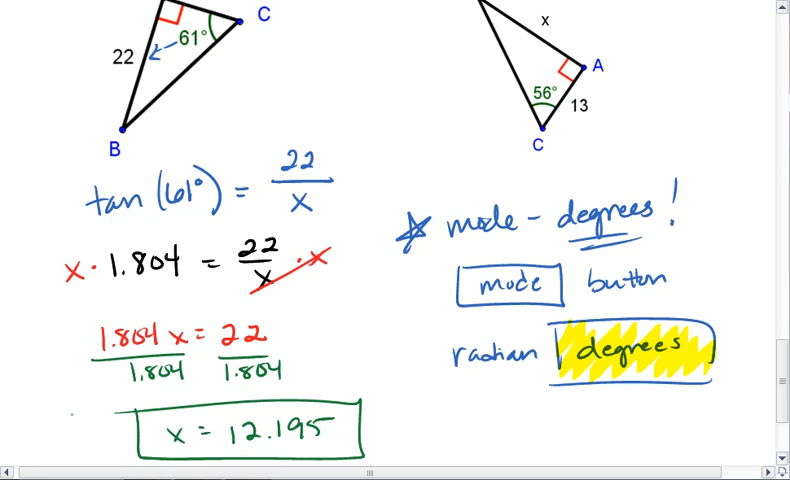 C
61°
22
B
x
A
56°
13
C
tan (61°) = 22/x
x · 1.804 = 22/x · x
1.804 x = 22
1.804 1.804
x = 12.195
☆ mode - degrees!
mode button
radian degrees